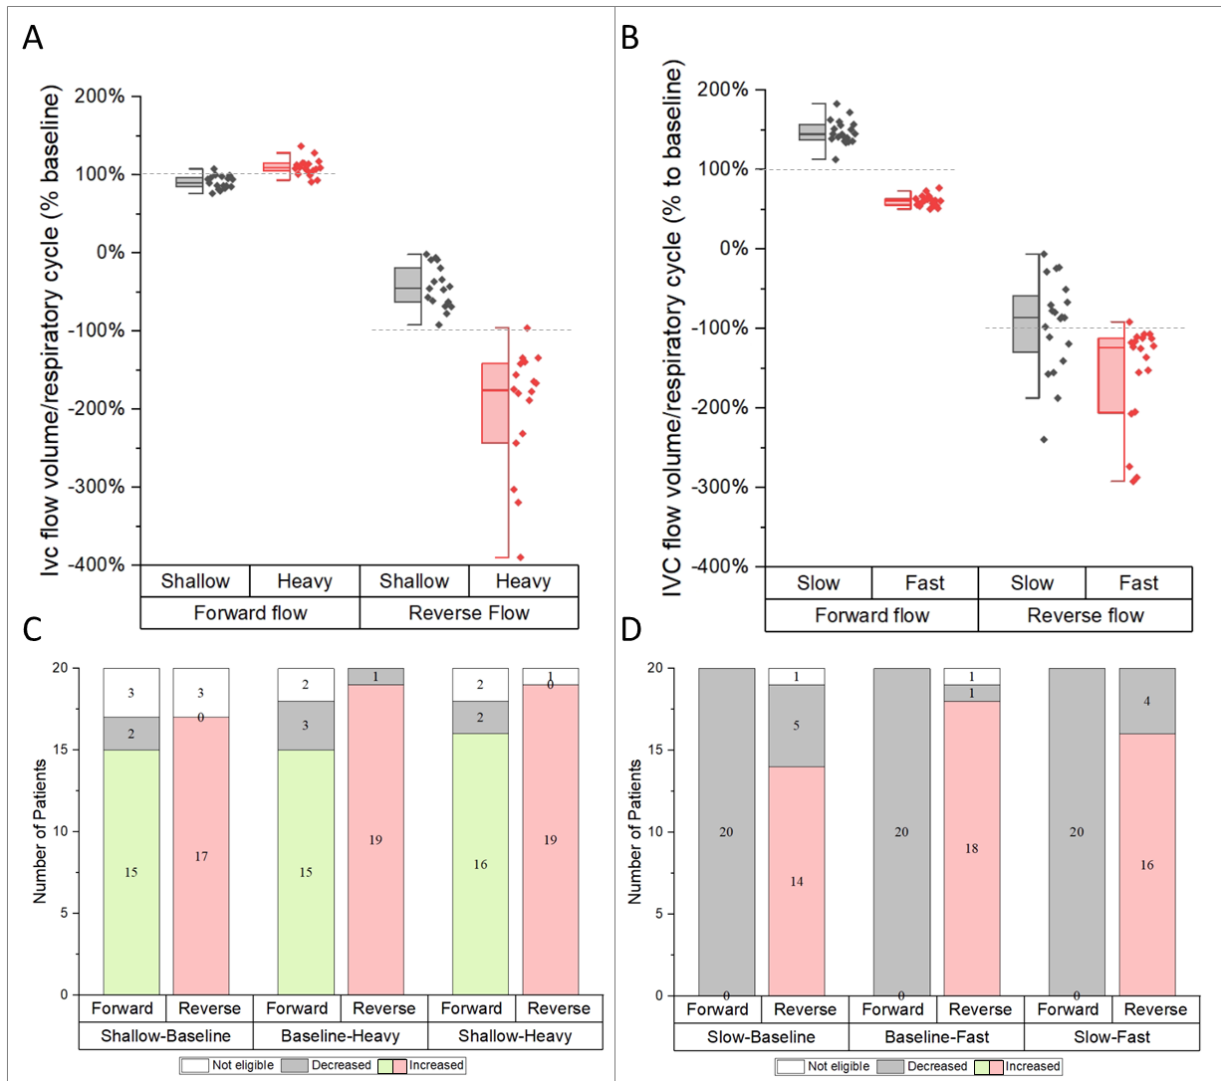 A
Ivc flow volume/respiratory cycle (% baseline)
200%
100%
0%
-100%
-200%
-300%
-400%
Shallow Heavy Shallow Heavy
Forward flow Reverse Flow
B
IVC flow volume/respiratory cycle (% to baseline)
200%
100%
0%
-100%
-200%
-300%
-400%
Slow Fast Slow Fast
Forward flow Reverse flow
C
Number of Patients
20
15
10
5
0
3 3 2 1 2 1
2 0 3 2 0
15 17 15 19 16 19
Forward Reverse Forward Reverse Forward Reverse
Shallow-Baseline Baseline-Heavy Shallow-Heavy
Not eligible Decreased Increased
D
Number of Patients
20
15
10
5
0
1 1
5 1 4
20 14 20 18 20 16
0 0 0
Forward Reverse Forward Reverse Forward Reverse
Slow-Baseline Baseline-Fast Slow-Fast
Not eligible Decreased Increased